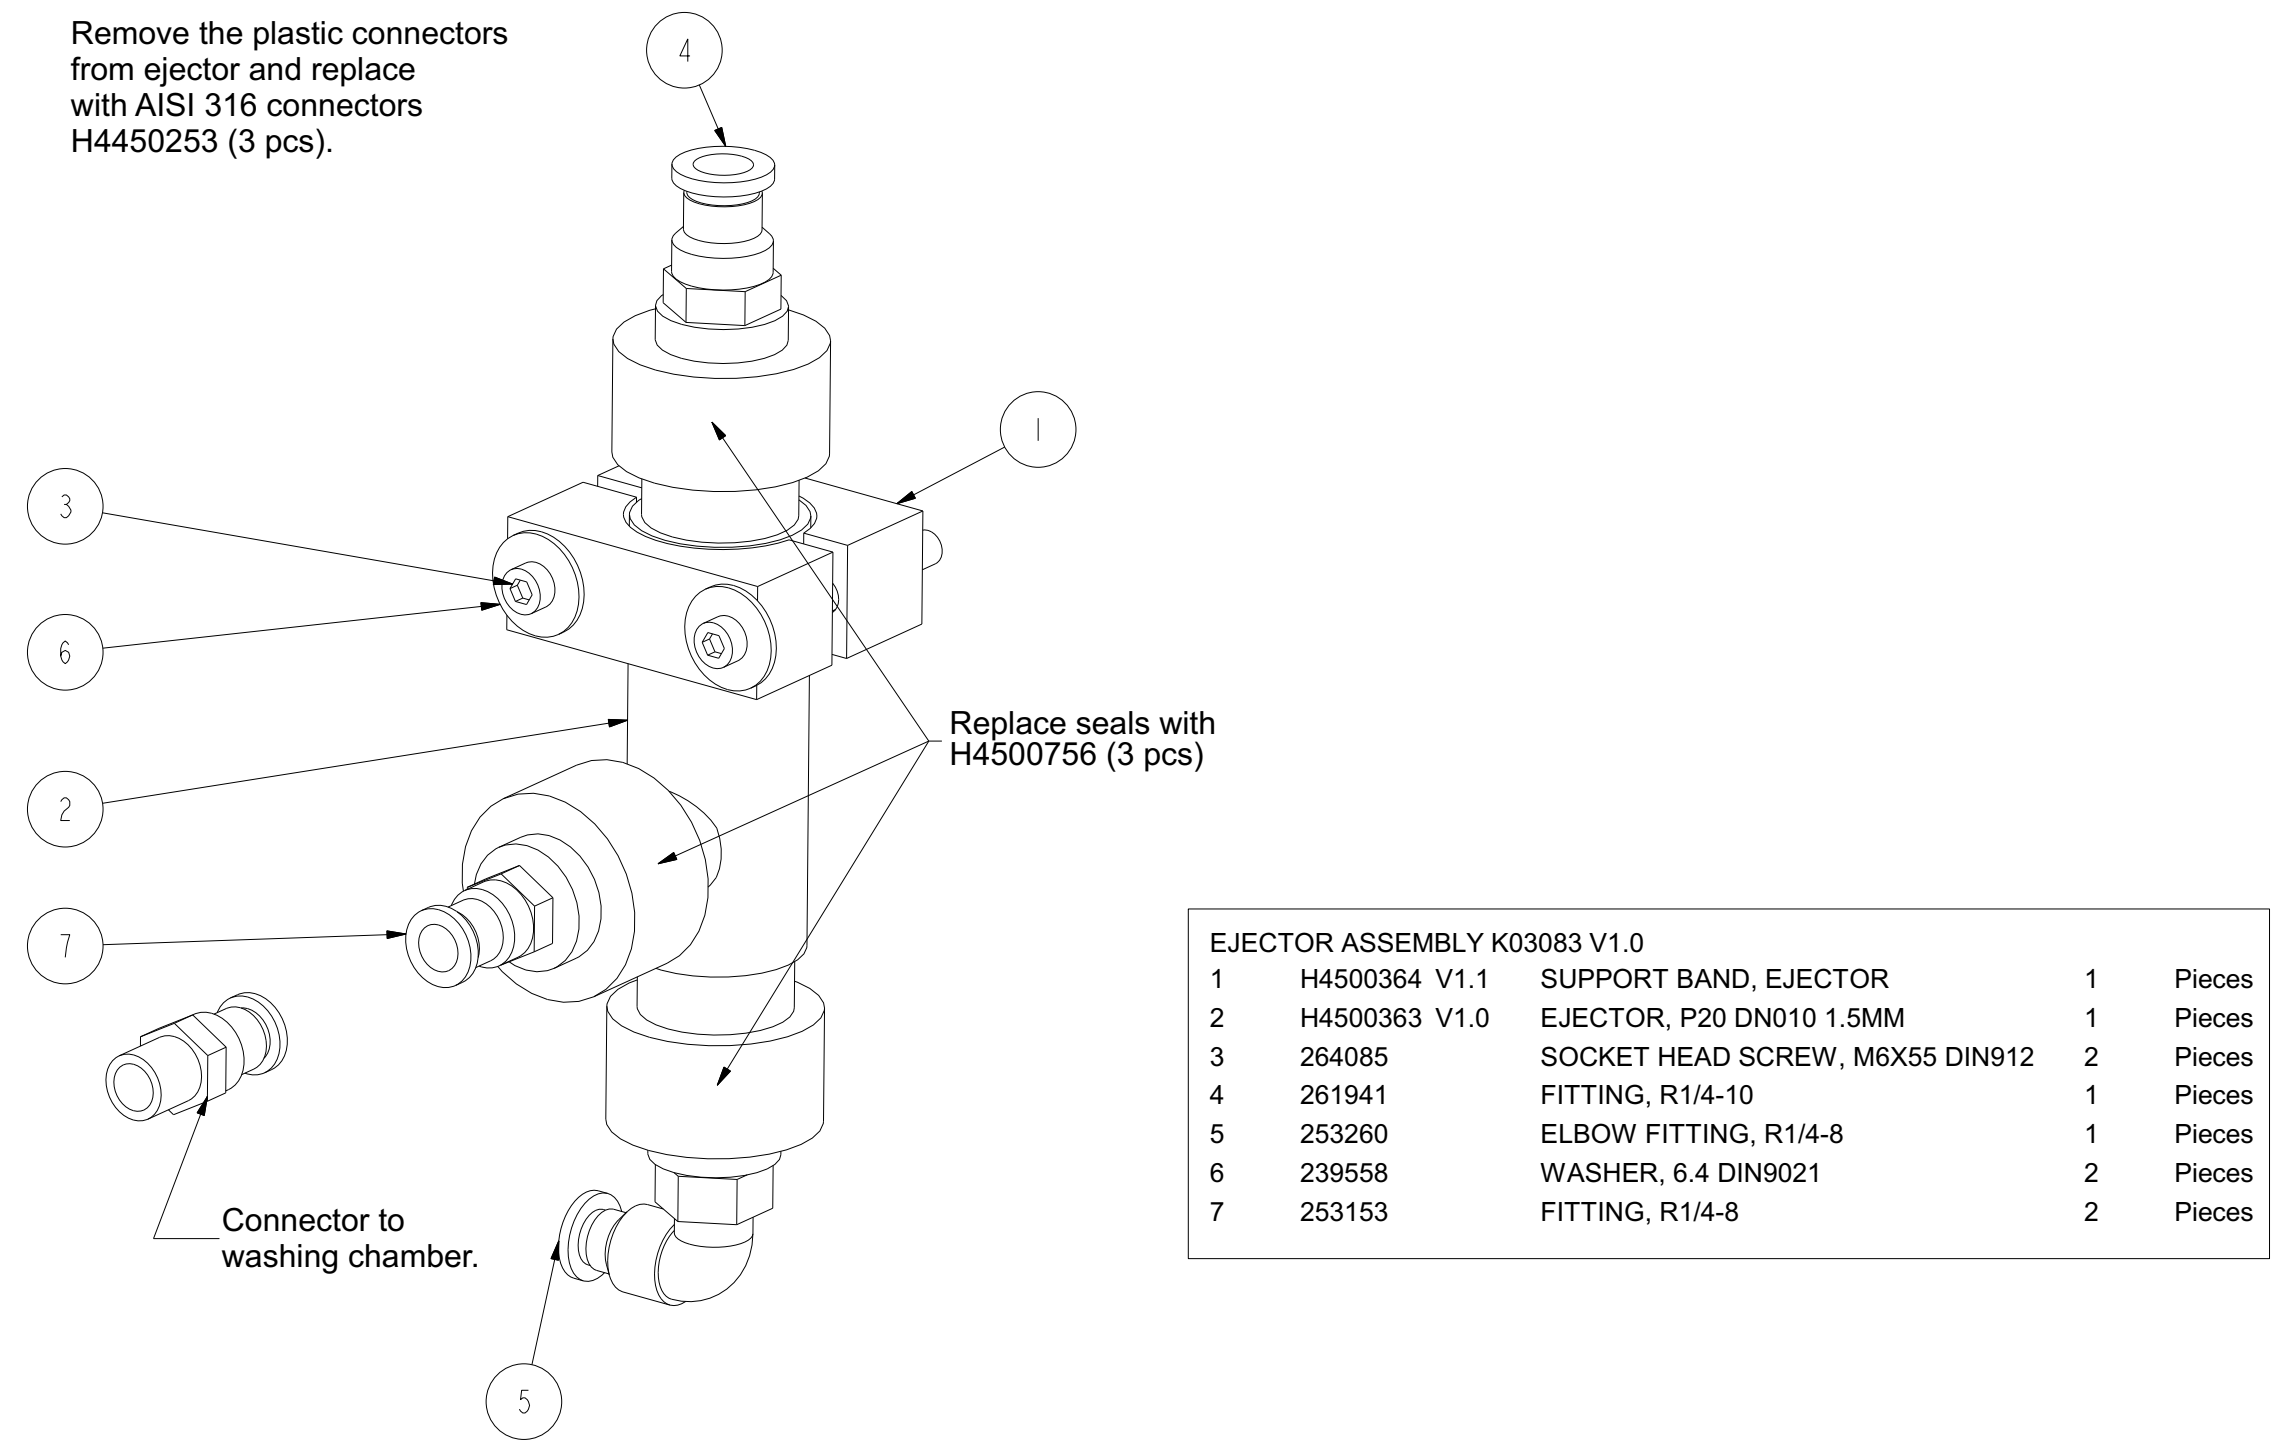 Remove the plastic connectors
from ejector and replace
with AISI 316 connectors
H4450253 (3 pcs).
4
1
3
6
Replace seals with
H4500756 (3 pcs)
2
7
Connector to
washing chamber.
5
EJECTOR ASSEMBLY K03083 V1.0
1 H4500364 V1.1 SUPPORT BAND, EJECTOR 1 Pieces
2 H4500363 V1.0 EJECTOR, P20 DN010 1.5MM 1 Pieces
3 264085 SOCKET HEAD SCREW, M6X55 DIN912 2 Pieces
4 261941 FITTING, R1/4-10 1 Pieces
5 253260 ELBOW FITTING, R1/4-8 1 Pieces
6 239558 WASHER, 6.4 DIN9021 2 Pieces
7 253153 FITTING, R1/4-8 2 Pieces